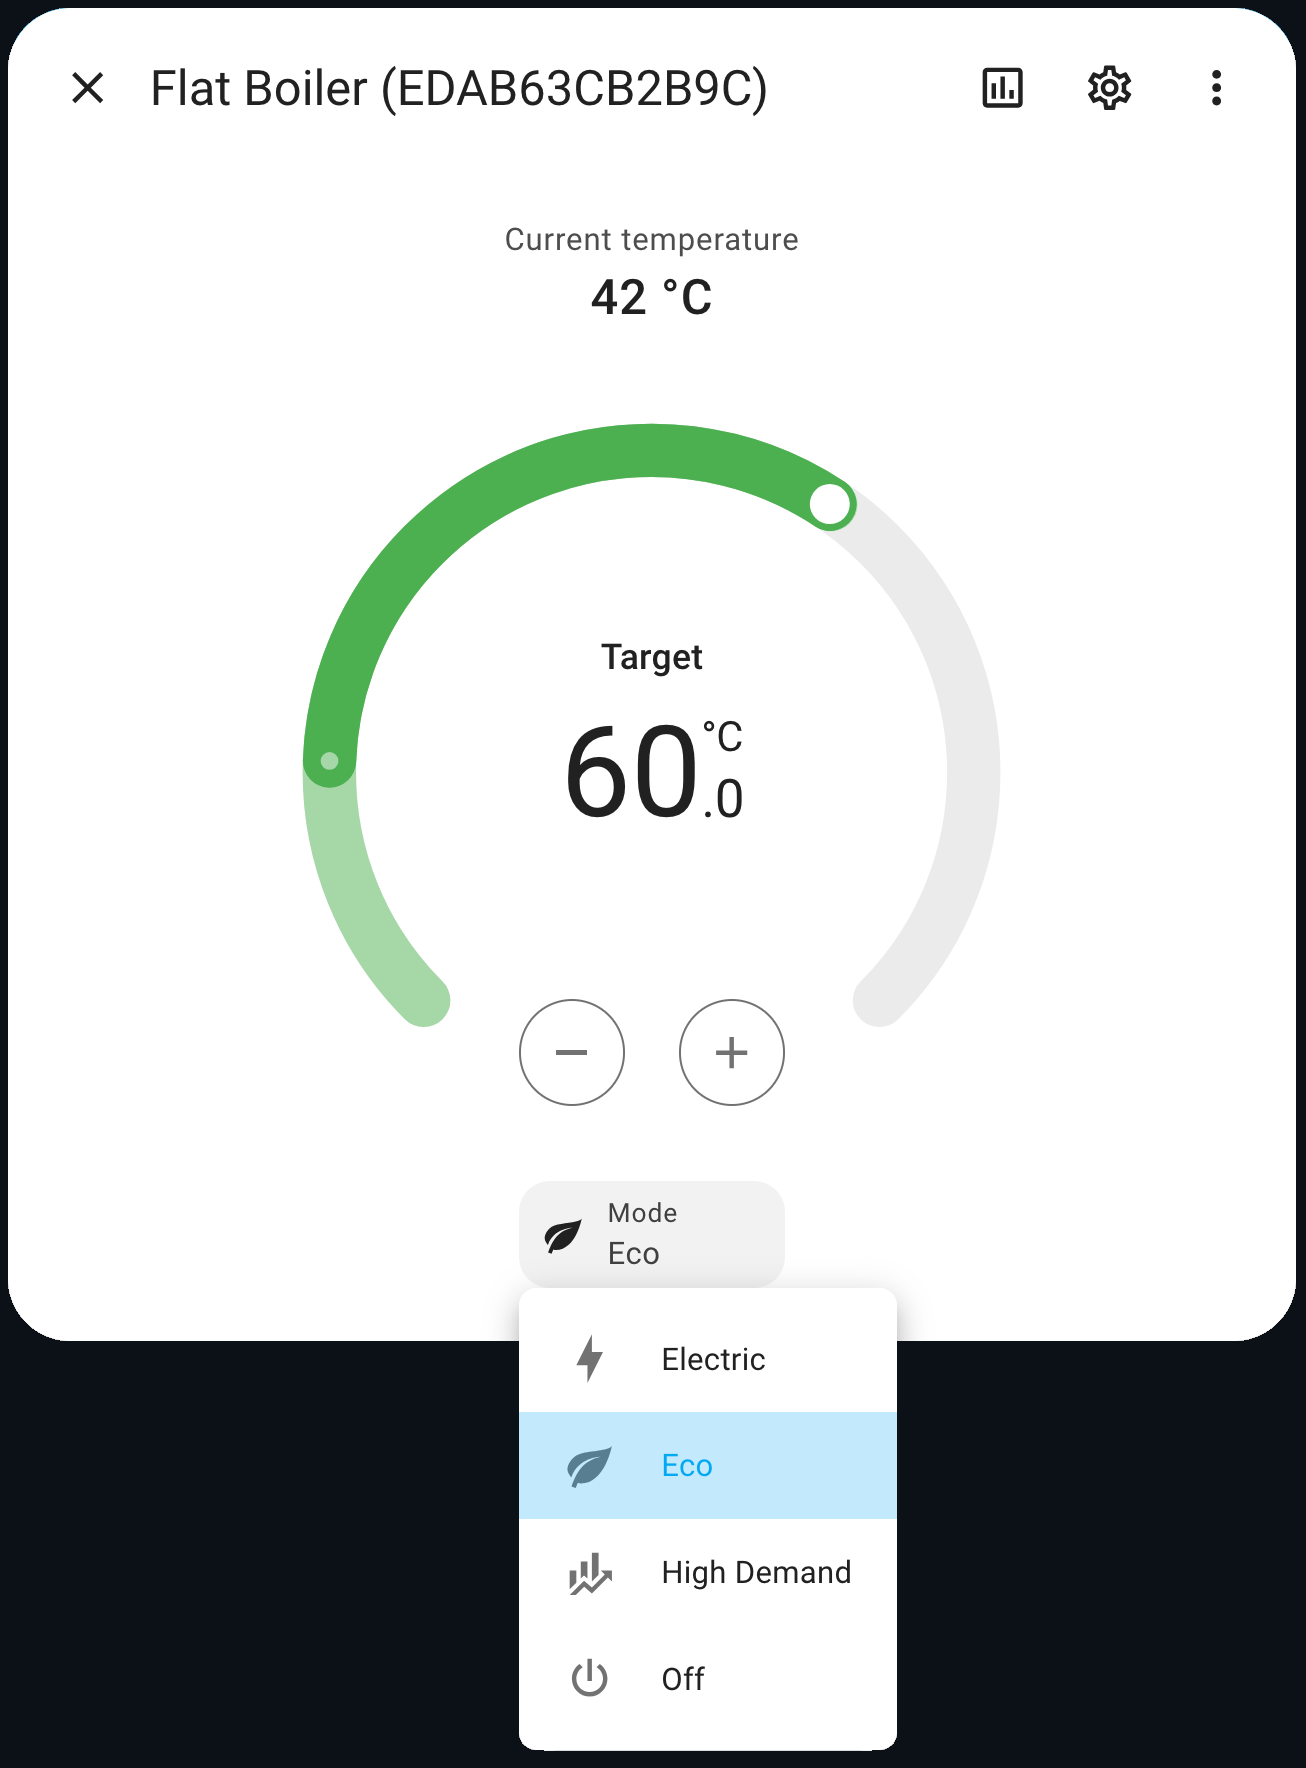 Flat Boiler (EDAB63CB2B9C)
Current temperature
42 °C
Target
60.0 °C
Mode
Eco
Electric
Eco
High Demand
Off